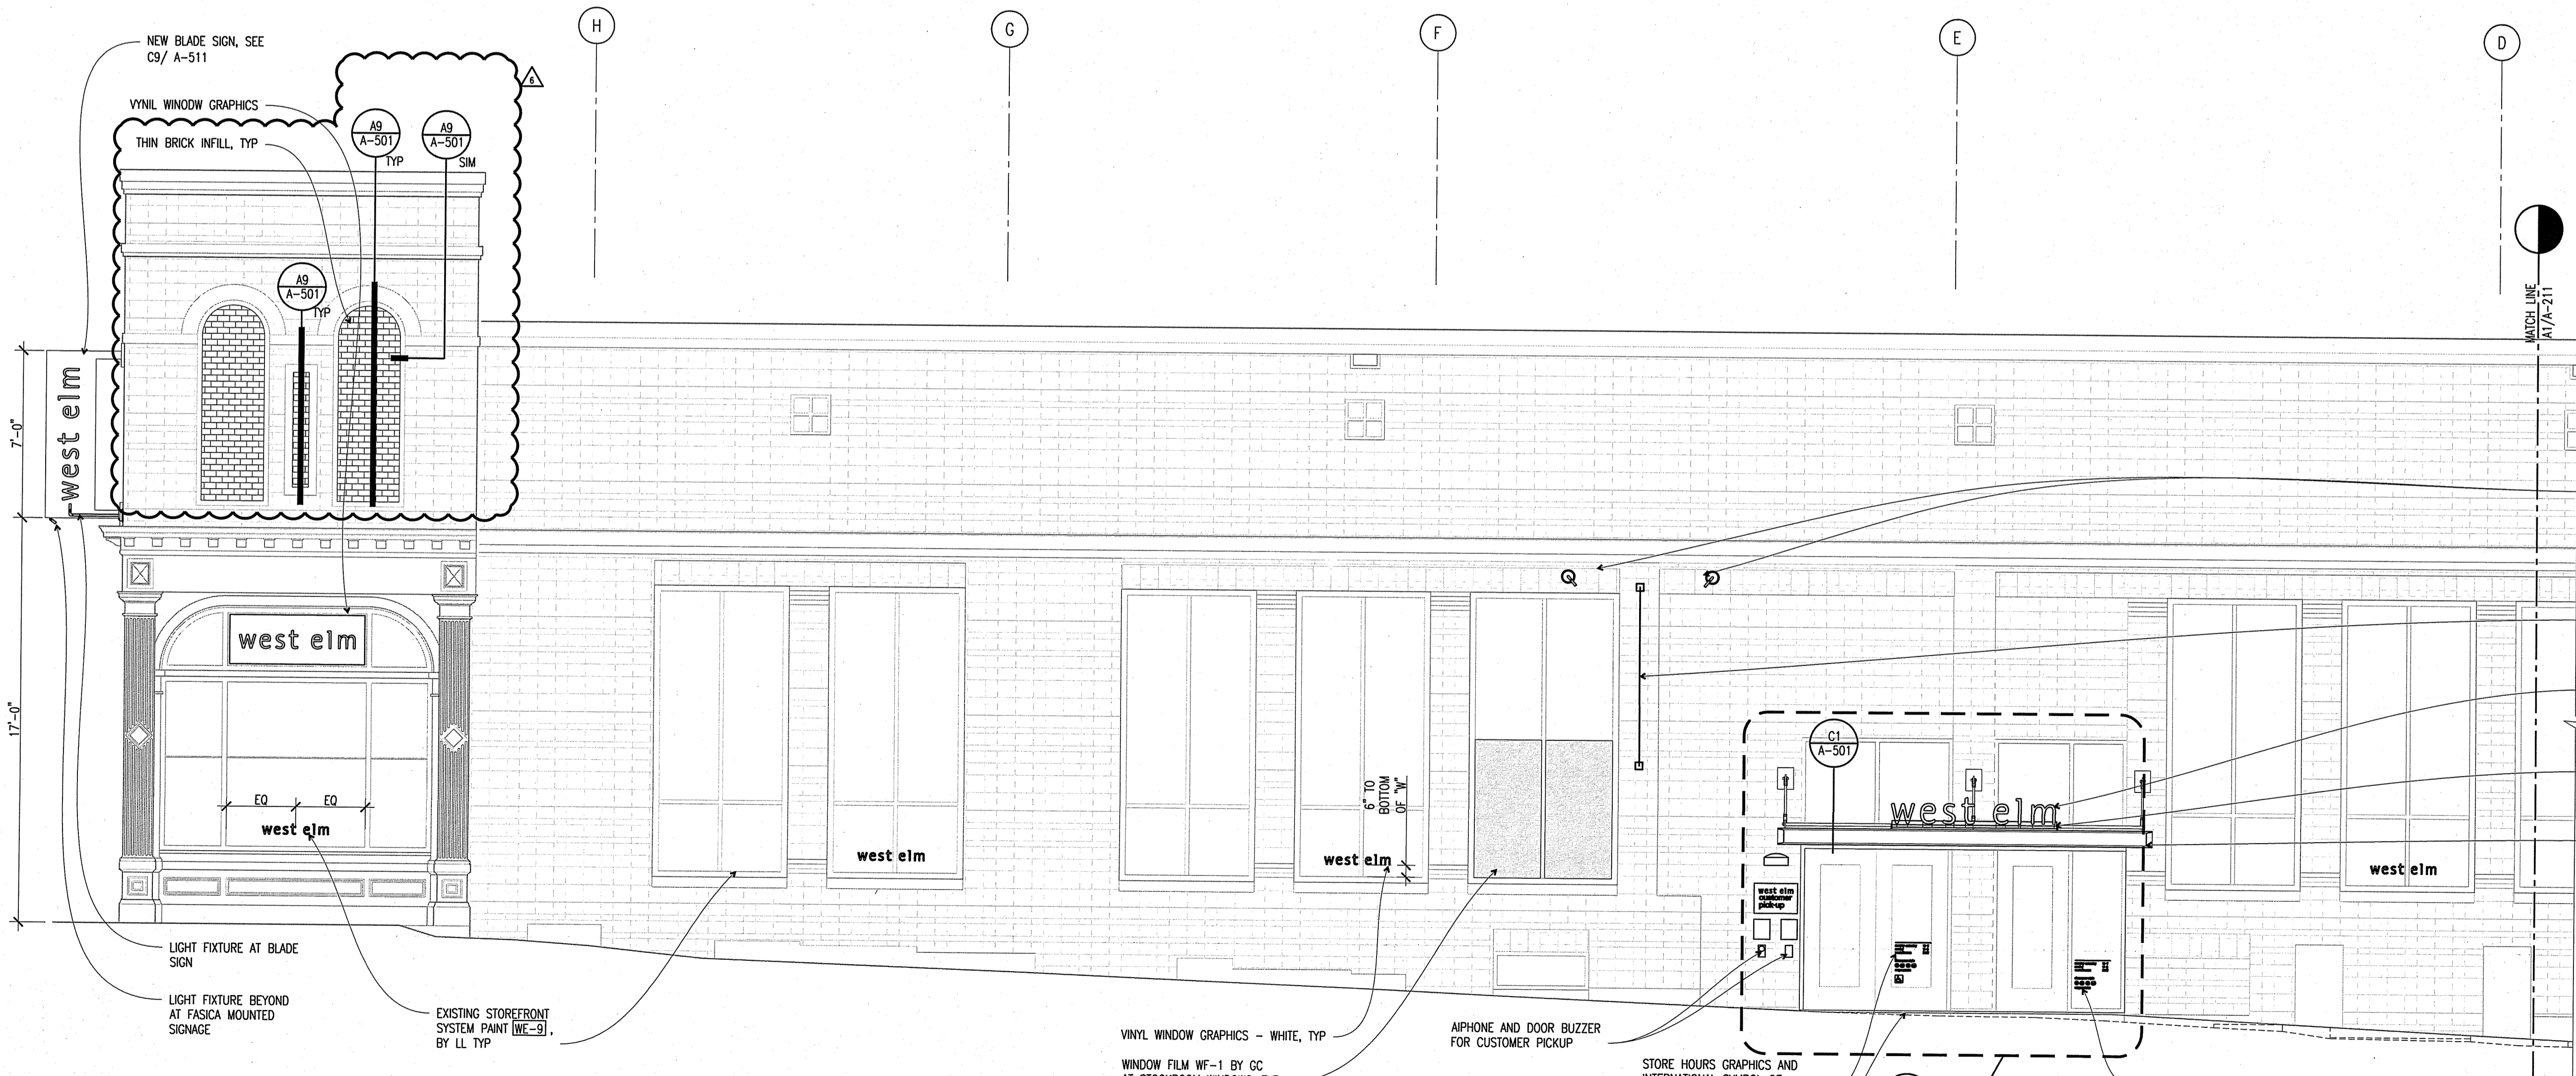 H
G
F
E
D
NEW BLADE SIGN, SEE
C9/ A-511
6
VYNIL WINODW GRAPHICS
THIN BRICK INFILL, TYP
A9
A-501
TYP
A9
A-501
SIM
A9
A-501
TYP
MATCH LINE
A1/A-211
west elm
7'-0"
17'-0"
west elm
EQ
EQ
west elm
west elm
6" TO
BOTTOM
OF "W"
west elm
C1
A-501
west elm
west elm
customer
pick-up
west elm
LIGHT FIXTURE AT BLADE
SIGN
LIGHT FIXTURE BEYOND
AT FASICA MOUNTED
SIGNAGE
EXISTING STOREFRONT
SYSTEM PAINT WE-9 ,
BY LL TYP
VINYL WINDOW GRAPHICS - WHITE, TYP
WINDOW FILM WF-1 BY GC
AIPHONE AND DOOR BUZZER
FOR CUSTOMER PICKUP
STORE HOURS GRAPHICS AND